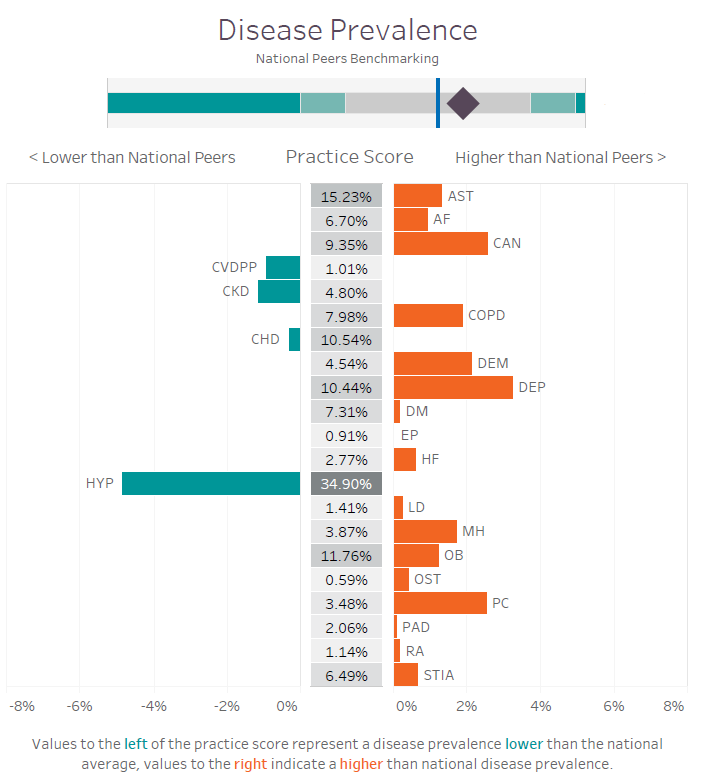 Disease Prevalence
National Peers Benchmarking
< Lower than National Peers Practice Score Higher than National Peers >
15.23% AST
6.70% AF
9.35% CAN
CVDPP 1.01%
CKD 4.80%
7.98% COPD
CHD 10.54%
4.54% DEM
10.44% DEP
7.31% DM
0.91% EP
2.77% HF
HYP 34.90%
1.41% LD
3.87% MH
11.76% OB
0.59% OST
3.48% PC
2.06% PAD
1.14% RA
6.49% STIA
-8% -6% -4% -2% 0% 0% 2% 4% 6% 8%
Values to the left of the practice score represent a disease prevalence lower than the national
average, values to the right indicate a higher than national disease prevalence.